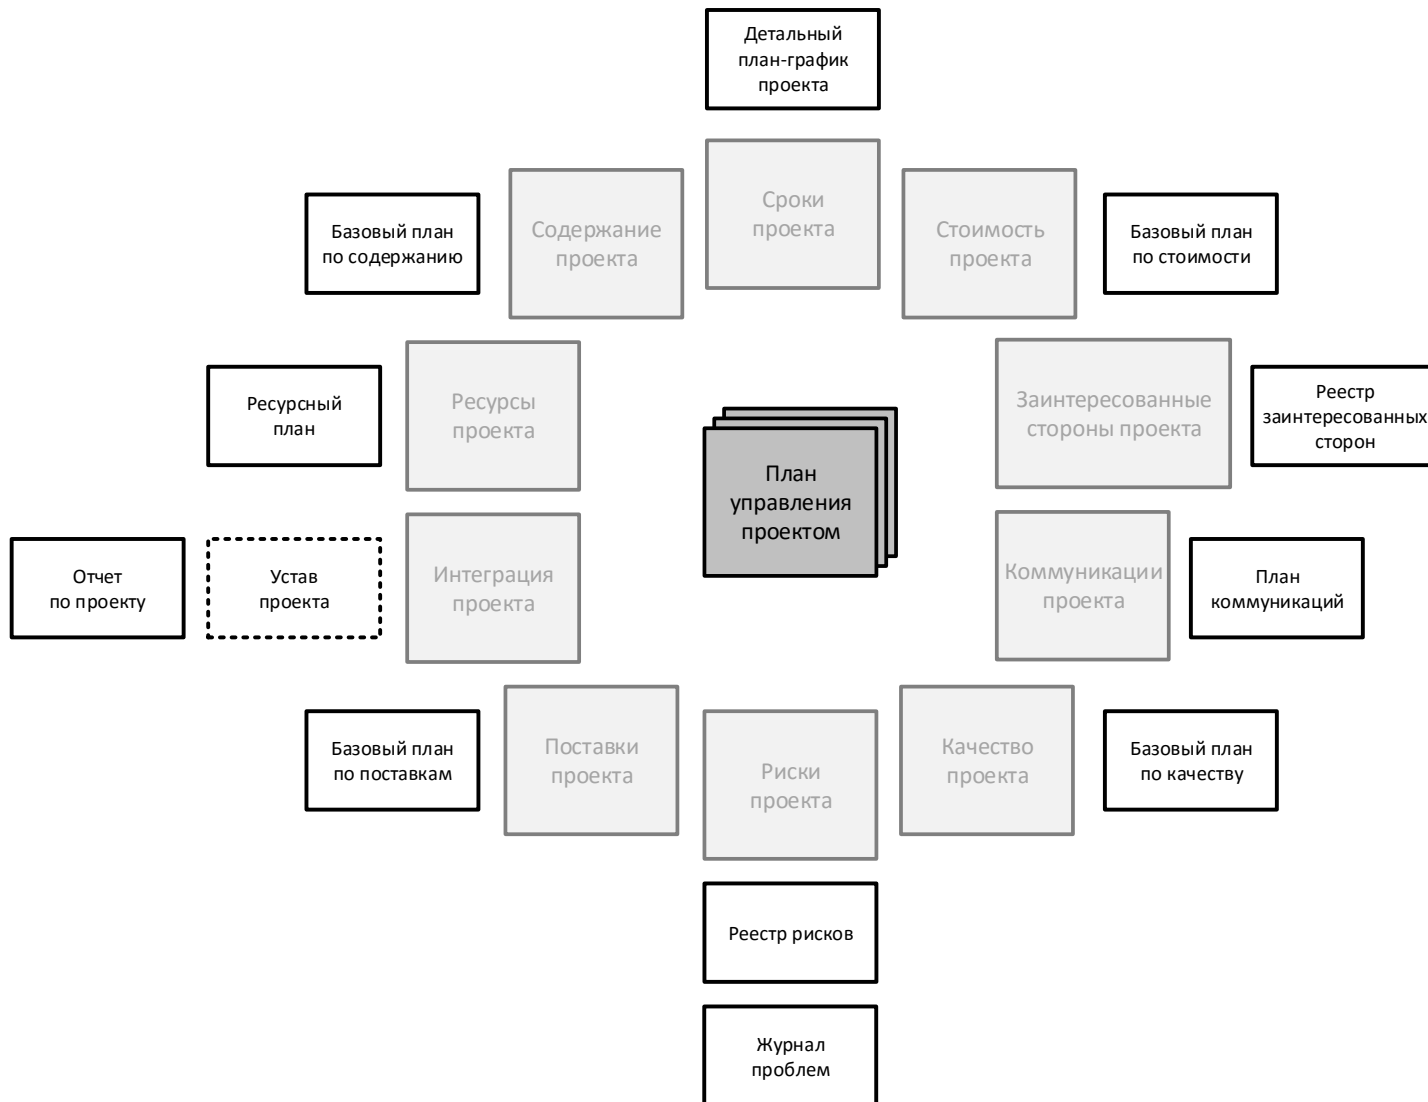 Детальный
план-график
проекта
Сроки
проекта
Содержание
проекта
Стоимость
проекта
Базовый план
по содержанию
Базовый план
по стоимости
Ресурсный
план
Ресурсы
проекта
Заинтересованные
стороны проекта
Реестр
заинтересованных
сторон
План
управления
проектом
Отчет
по проекту
Устав
проекта
Интеграция
проекта
Коммуникации
проекта
План
коммуникаций
Базовый план
по поставкам
Поставки
проекта
Риски
проекта
Качество
проекта
Базовый план
по качеству
Реестр рисков
Журнал
проблем